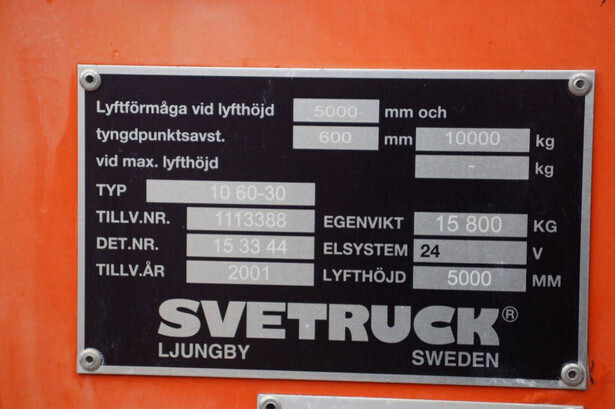 Lyftförmåga vid lyfthöjd 5000 mm och
tyngdpunktsavst. 600 mm 10000 kg
vid max. lyfthöjd - kg
TYP 10 60-30
TILLV.NR. 1113388 EGENVIKT 15 800 KG
DET.NR. 15 33 44 ELSYSTEM 24 V
TILLV.ÅR 2001 LYFTHÖJD 5000 MM
SVETRUCK®
LJUNGBY SWEDEN